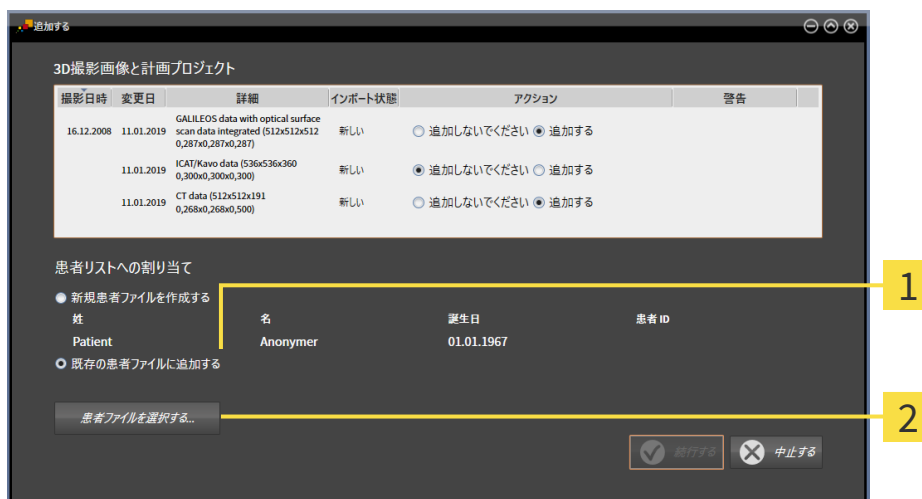 追加する
3D撮影画像と計画プロジェクト
撮影日時 変更日 詳細 インポート状態 アクション 警告
GALILEOS data with optical surface
16.12.2008 11.01.2019 scan data integrated (512x512x512 新しい 追加しないでください 追加する
0,287x0,287x0,287)
ICAT/Kavo data (536x536x360
11.01.2019 0,300x0,300x0,300) 新しい 追加しないでください 追加する
CT data (512x512x191
11.01.2019 0,268x0,268x0,500) 新しい 追加しないでください 追加する
患者リストへの割り当て
新規患者ファイルを作成する
1
姓 名 誕生日 患者 ID
Patient Anonymer 01.01.1967
既存の患者ファイルに追加する
患者ファイルを選択する...
2
続行する 中止する